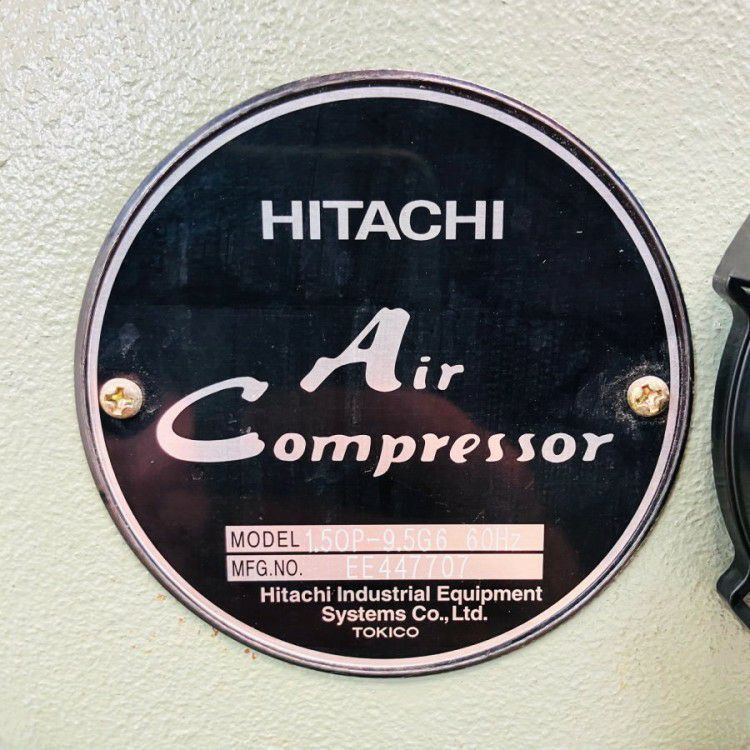 HITACHI
Air
Compressor
MODEL 1.5OP-9.5G6 60Hz
MFG.NO. EE447707
Hitachi Industrial Equipment
Systems Co.,Ltd.
TOKICO